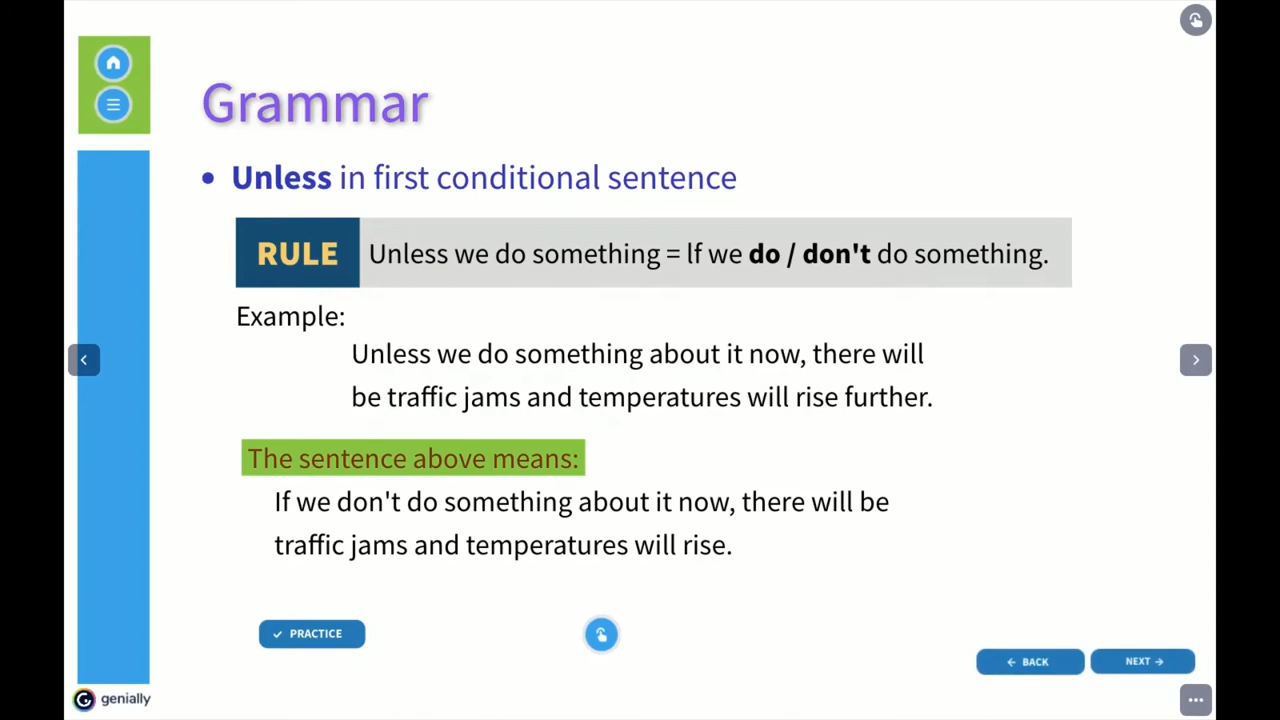 Grammar
• Unless in first conditional sentence
RULE Unless we do something = lf we do / don't do something.
Example:
Unless we do something about it now, there will
be traffic jams and temperatures will rise further.
The sentence above means:
If we don't do something about it now, there will be
traffic jams and temperatures will rise.
PRACTICE
BACK NEXT
genially